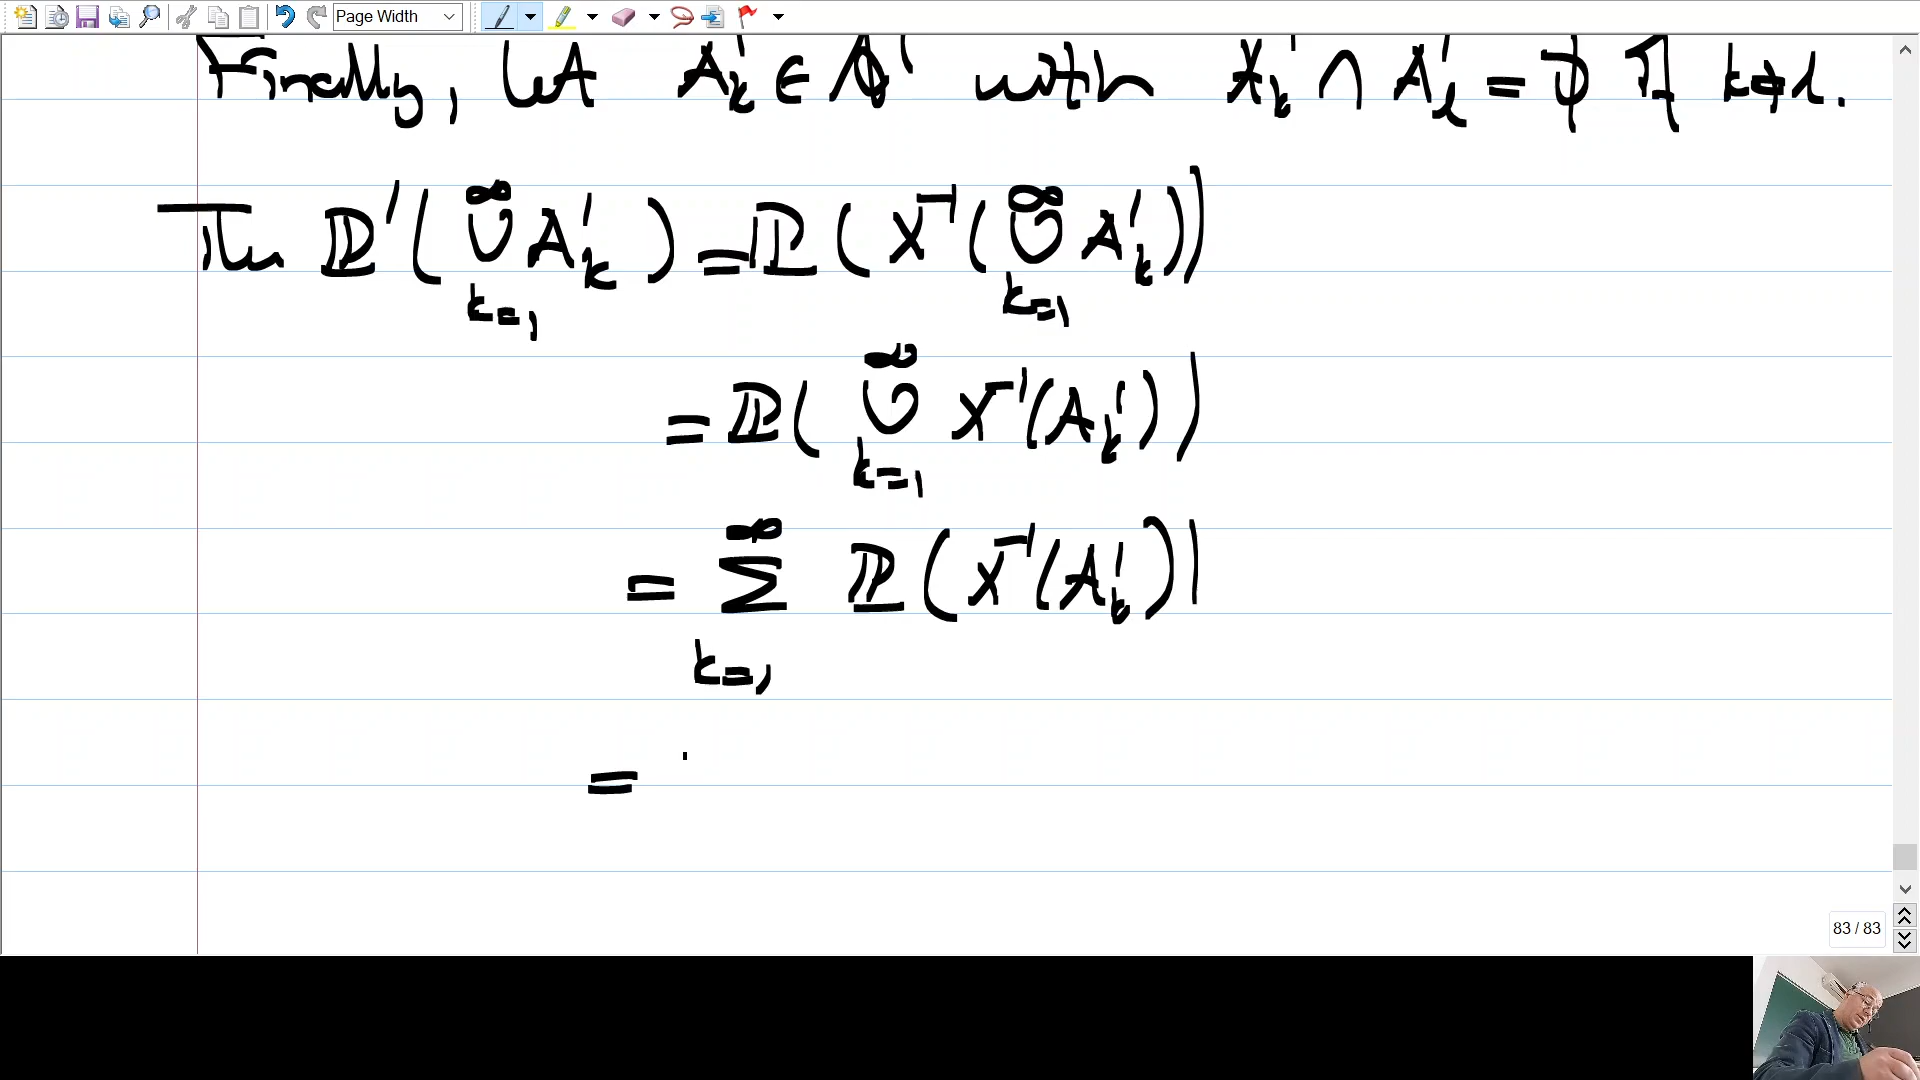 Page Width
Finally, let A'_k ∈ A' with A'_k ∩ A'_l = ∅ if k≠l.
Then ℙ'( ∞ ∪ k=1 A'_k ) = ℙ( X⁻¹( ∞ ∪ k=1 A'_k))
= ℙ( ∞ ∪ k=1 X⁻¹(A'_k))
= ∞ Σ k=1 ℙ(X⁻¹(A'_k))
=
83 / 83